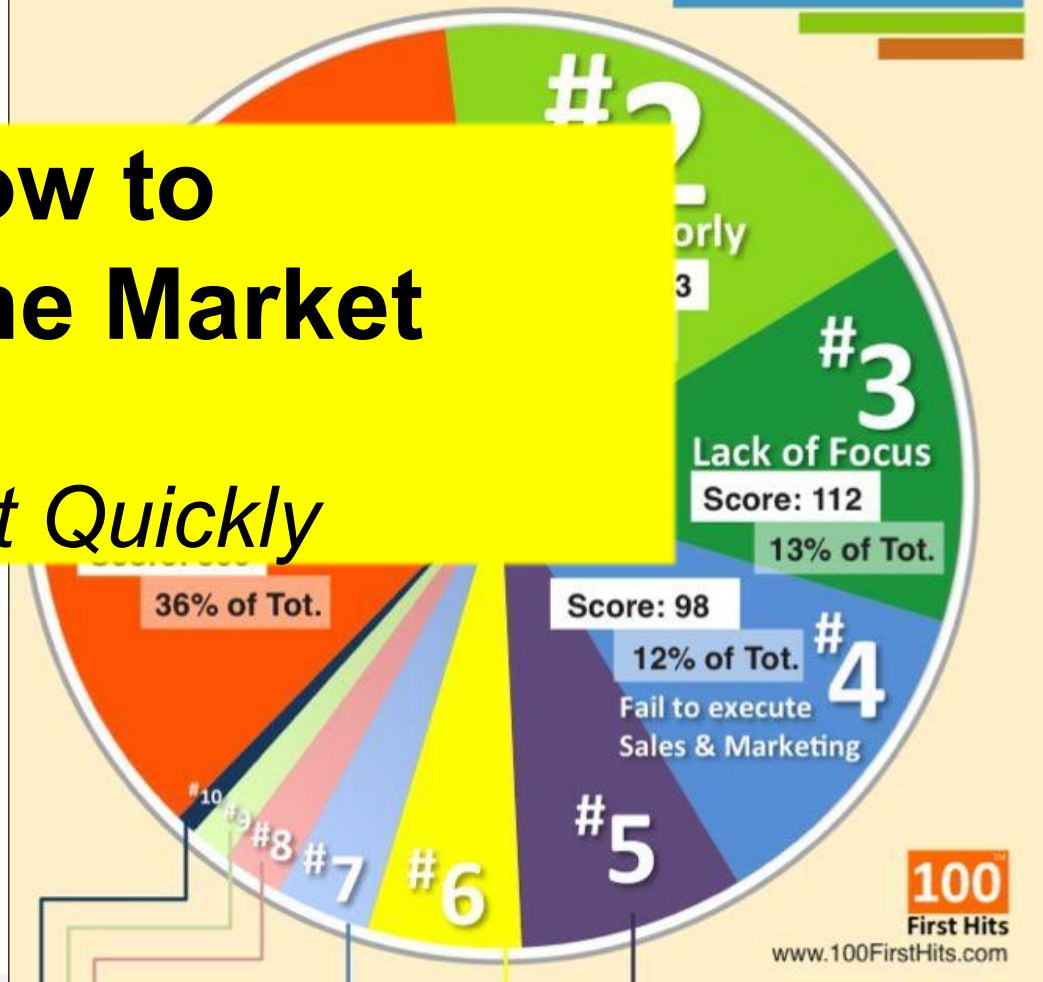 #2
ow to
orly
3
ne Market
#3
Lack of Focus
Score: 112
13% of Tot.
t Quickly
36% of Tot.
Score: 98
12% of Tot.
#4
Fail to execute
Sales & Marketing
#10
#9
#8
#7
#6
#5
100
First Hits
www.100FirstHits.com